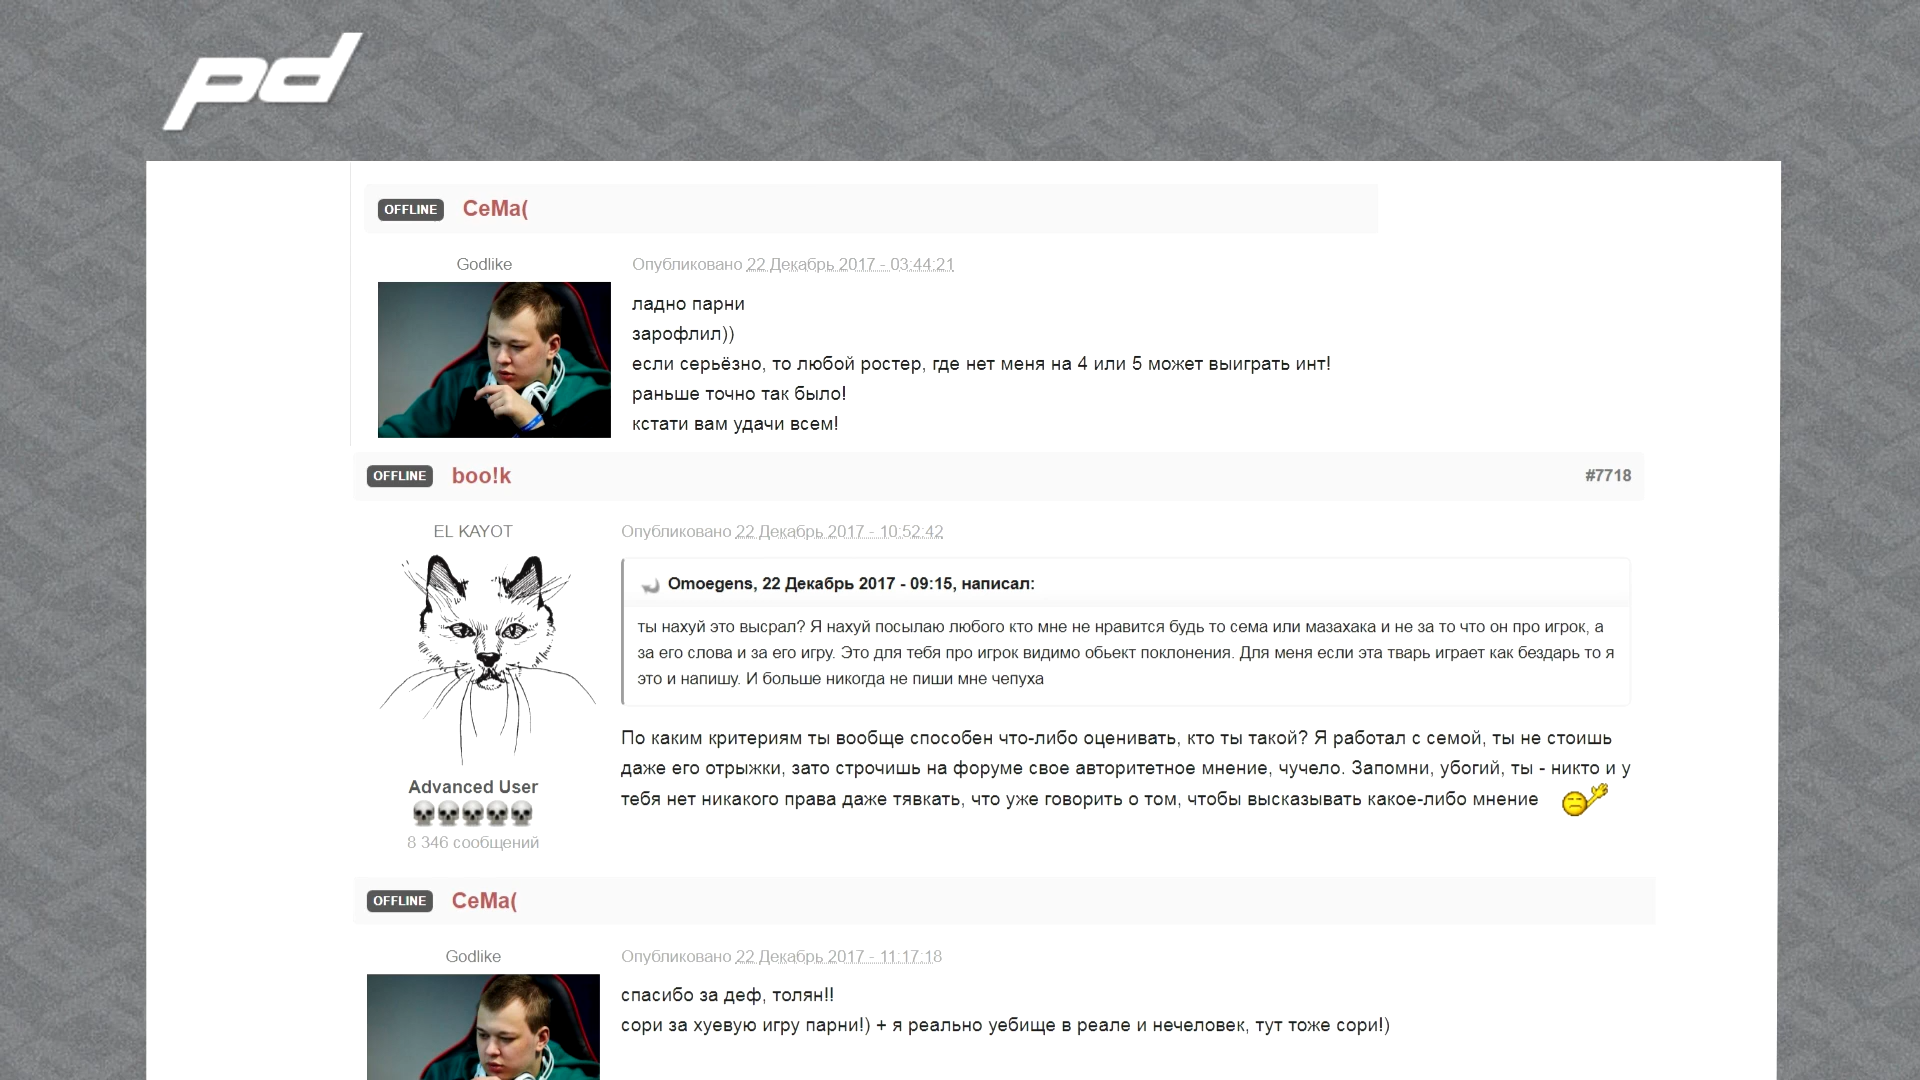 pd
OFFLINE CeMa(
Godlike
Опубликовано 22 Декабрь 2017 - 03:44:21
ладно парни
зарофлил))
если серьёзно, то любой ростер, где нет меня на 4 или 5 может выиграть инт!
раньше точно так было!
кстати вам удачи всем!
OFFLINE boo!k #7718
EL KAYOT
Опубликовано 22 Декабрь 2017 - 10:52:42
Omoegens, 22 Декабрь 2017 - 09:15, написал:
ты нахуй это высрал? Я нахуй посылаю любого кто мне не нравится будь то сема или мазахака и не за то что он про игрок, а
за его слова и за его игру. Это для тебя про игрок видимо обьект поклонения. Для меня если эта тварь играет как бездарь то я
это и напишу. И больше никогда не пиши мне чепуха
По каким критериям ты вообще способен что-либо оценивать, кто ты такой? Я работал с семой, ты не стоишь
даже его отрыжки, зато строчишь на форуме свое авторитетное мнение, чучело. Запомни, убогий, ты - никто и у
тебя нет никакого права даже тявкать, что уже говорить о том, чтобы высказывать какое-либо мнение
Advanced User
8 346 сообщений
OFFLINE CeMa(
Godlike
Опубликовано 22 Декабрь 2017 - 11:17:18
спасибо за деф, толян!!
сори за хуевую игру парни!) + я реально уебище в реале и нечеловек, тут тоже сори!)